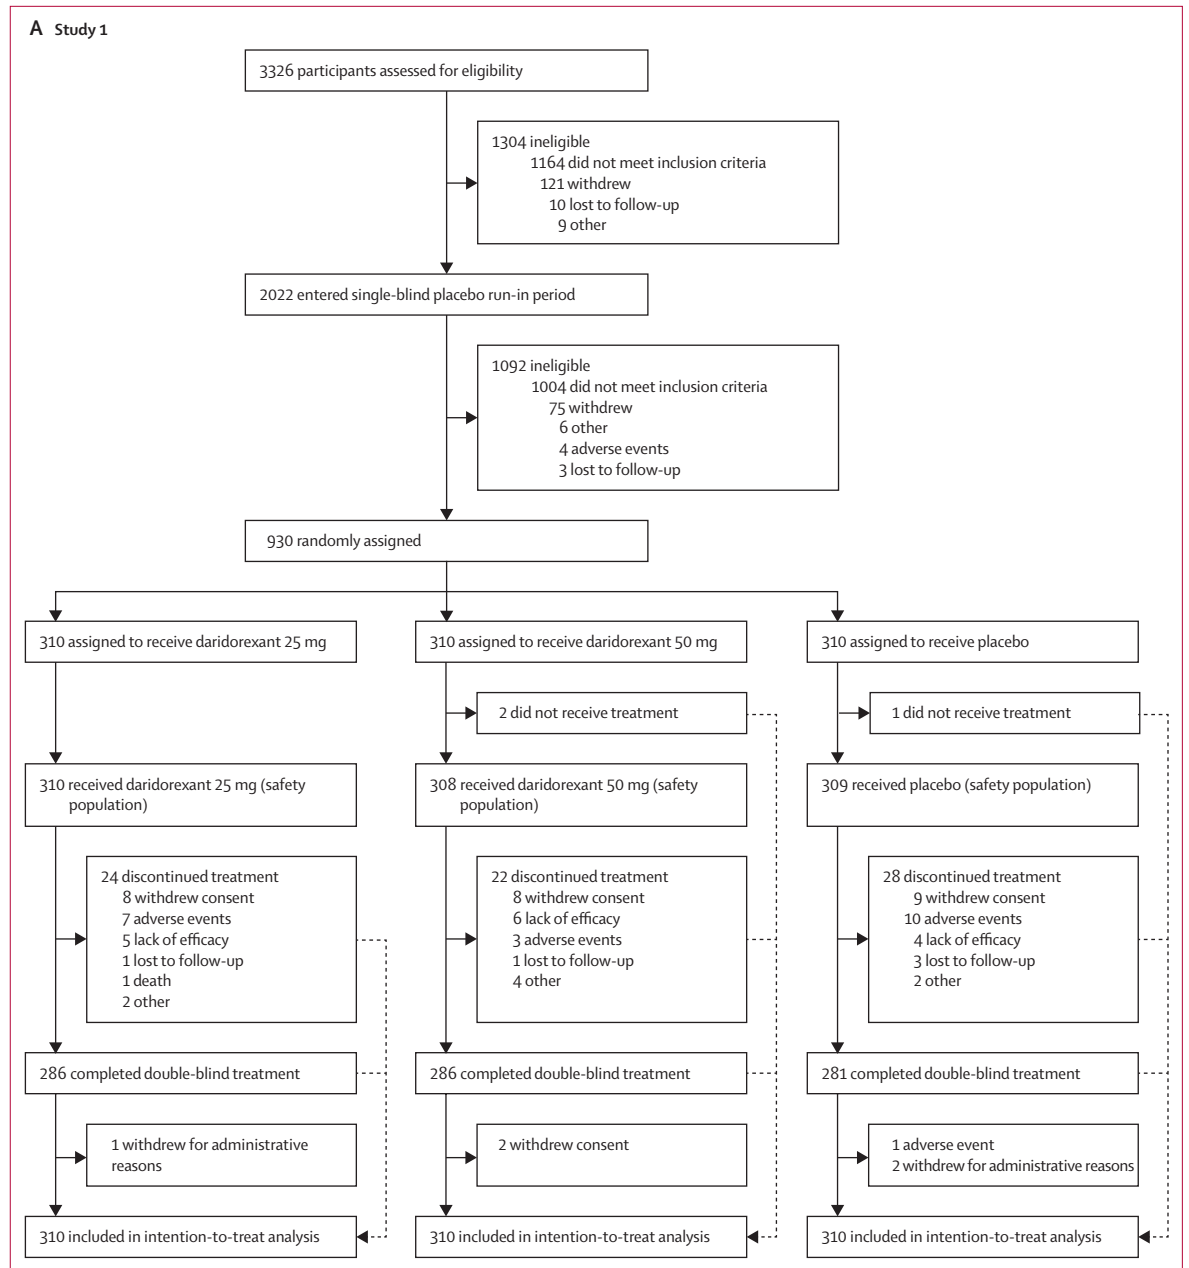 A Study 1
3326 participants assessed for eligibility
1304 ineligible
1164 did not meet inclusion criteria
121 withdrew
10 lost to follow-up
9 other
2022 entered single-blind placebo run-in period
1092 ineligible
1004 did not meet inclusion criteria
75 withdrew
6 other
4 adverse events
3 lost to follow-up
930 randomly assigned
310 assigned to receive daridorexant 25 mg
310 assigned to receive daridorexant 50 mg
310 assigned to receive placebo
2 did not receive treatment
1 did not receive treatment
310 received daridorexant 25 mg (safety
population)
308 received daridorexant 50 mg (safety
population)
309 received placebo (safety population)
24 discontinued treatment
8 withdrew consent
7 adverse events
5 lack of efficacy
1 lost to follow-up
1 death
2 other
22 discontinued treatment
8 withdrew consent
6 lack of efficacy
3 adverse events
1 lost to follow-up
4 other
28 discontinued treatment
9 withdrew consent
10 adverse events
4 lack of efficacy
3 lost to follow-up
2 other
286 completed double-blind treatment
286 completed double-blind treatment
281 completed double-blind treatment
1 withdrew for administrative
reasons
2 withdrew consent
1 adverse event
2 withdrew for administrative reasons
310 included in intention-to-treat analysis
310 included in intention-to-treat analysis
310 included in intention-to-treat analysis